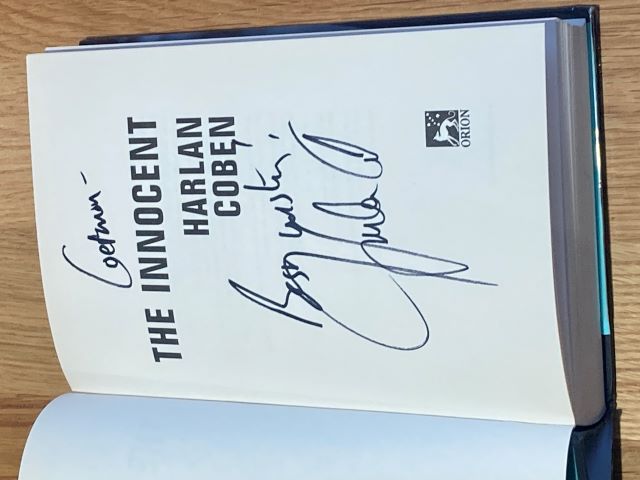 THE INNOCENT
HARLAN
COBEN
Best wishes,
ORION